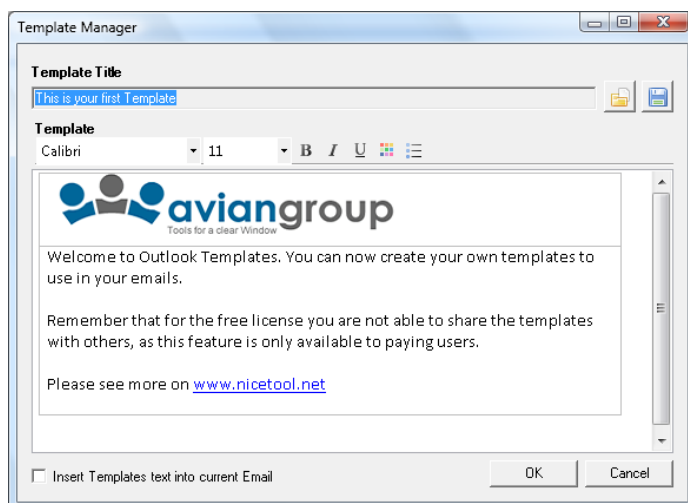 Template Manager
Template Title
This is your first Template
Template
Calibri 11 B I U
aviangroup
Tools for a clear Window
Welcome to Outlook Templates. You can now create your own templates to
use in your emails.
Remember that for the free license you are not able to share the templates
with others, as this feature is only available to paying users.
Please see more on www.nicetool.net
Insert Templates text into current Email
OK Cancel